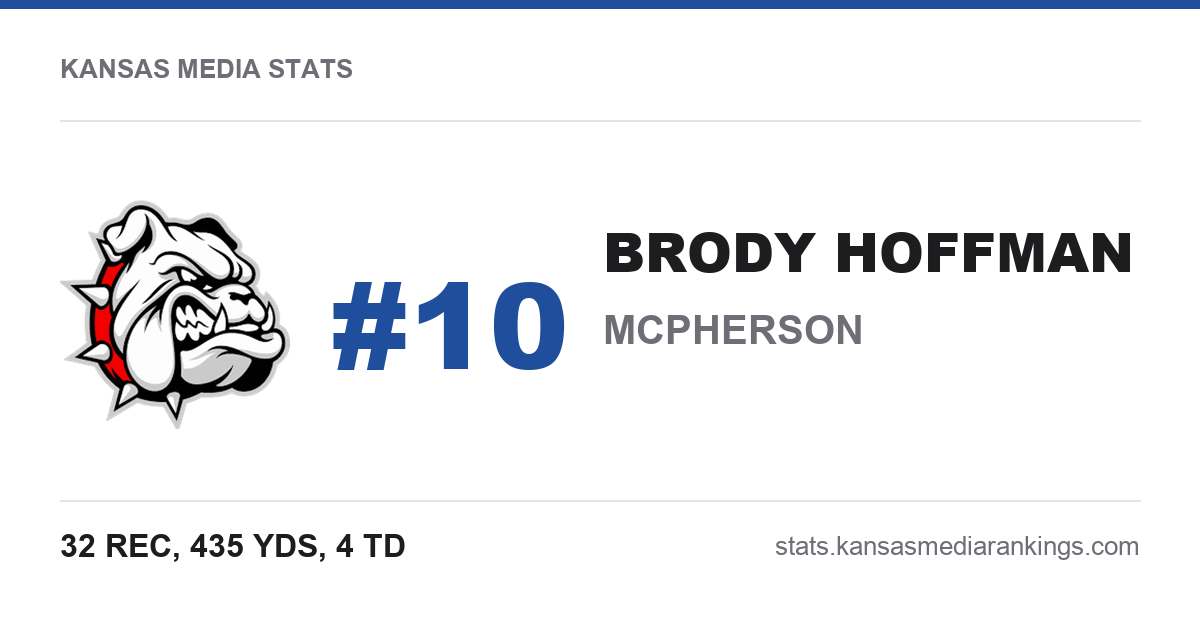 KANSAS MEDIA STATS
#10
BRODY HOFFMAN
MCPHERSON
32 REC, 435 YDS, 4 TD
stats.kansasmediarankings.com